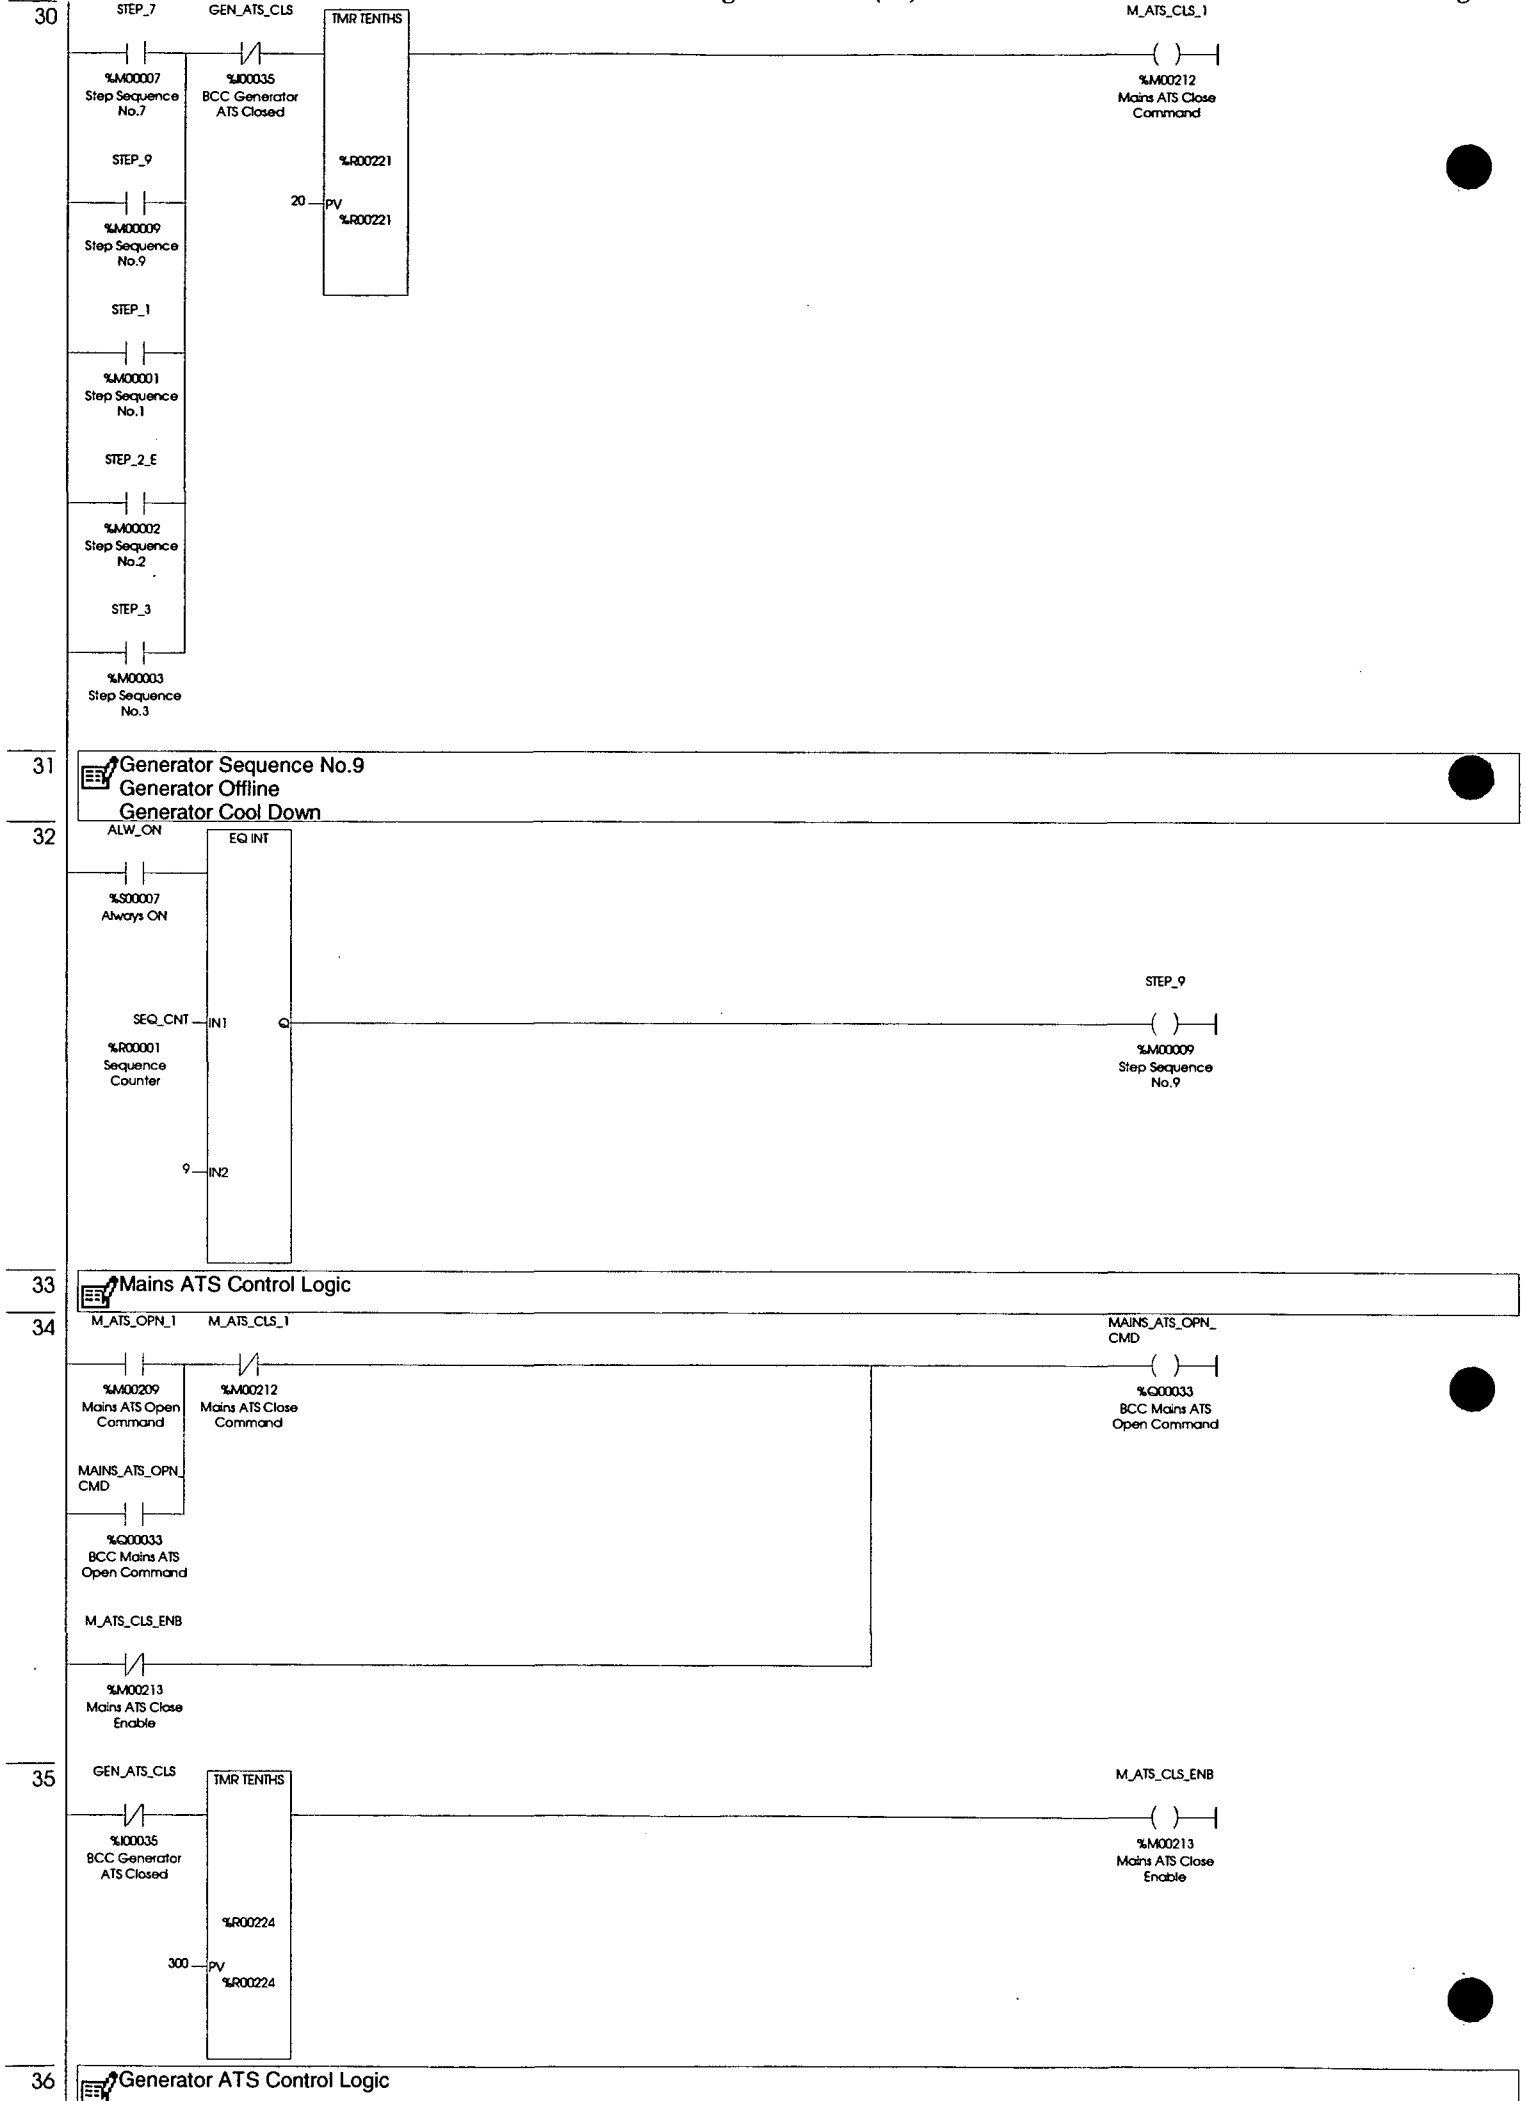 30
STEP_7
GEN_ATS_CLS
TMR TENTHS
M_ATS_CLS_1
%M00007
Step Sequence
No.7
%I00035
BCC Generator
ATS Closed
%M00212
Mains ATS Close
Command
STEP_9
%R00221
20
PV
%R00221
%M00009
Step Sequence
No.9
STEP_1
%M00001
Step Sequence
No.1
STEP_2_E
%M00002
Step Sequence
No.2
STEP_3
%M00003
Step Sequence
No.3
31
Generator Sequence No.9
Generator Offline
Generator Cool Down
32
ALW_ON
EQ INT
%S00007
Always ON
STEP_9
SEQ_CNT
IN1
Q
%R00001
Sequence
Counter
%M00009
Step Sequence
No.9
9
IN2
33
Mains ATS Control Logic
34
M_ATS_OPN_1
M_ATS_CLS_1
MAINS_ATS_OPN_
CMD
%M00209
Mains ATS Open
Command
%M00212
Mains ATS Close
Command
%Q00033
BCC Mains ATS
Open Command
MAINS_ATS_OPN_
CMD
%Q00033
BCC Mains ATS
Open Command
M_ATS_CLS_ENB
%M00213
Mains ATS Close
Enable
35
GEN_ATS_CLS
TMR TENTHS
M_ATS_CLS_ENB
%I00035
BCC Generator
ATS Closed
%M00213
Mains ATS Close
Enable
%R00224
300
PV
%R00224
36
Generator ATS Control Logic